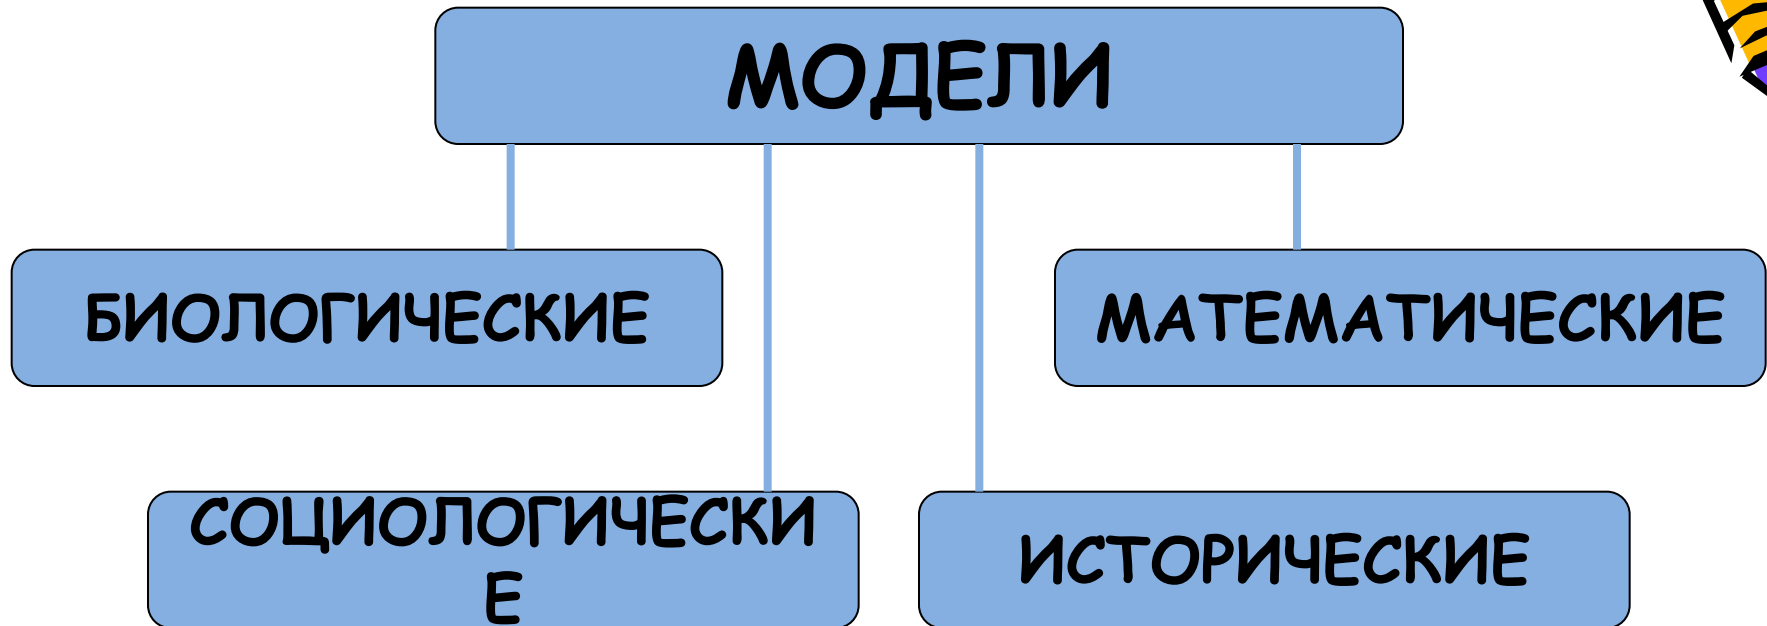 МОДЕЛИ
БИОЛОГИЧЕСКИЕ
МАТЕМАТИЧЕСКИЕ
СОЦИОЛОГИЧЕСКИ
Е
ИСТОРИЧЕСКИЕ